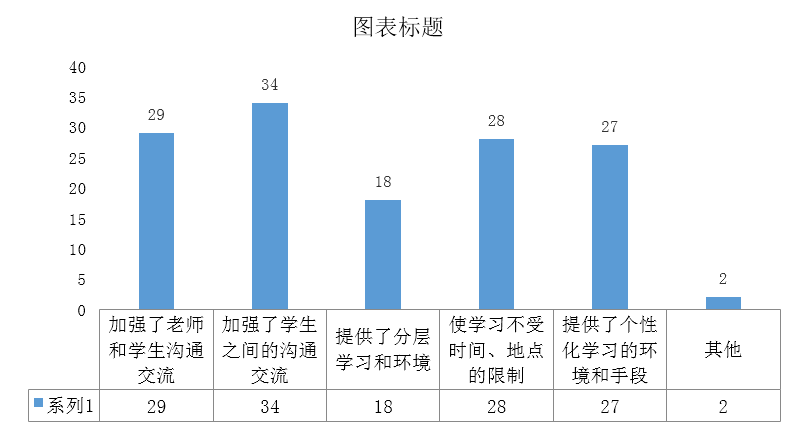 图表标题
40
35
30
25
20
15
10
5
0
29
34
18
28
27
2
加强了老师
和学生沟通
交流
加强了学生
之间的沟通
交流
提供了分层
学习和环境
使学习不受
时间、地点
的限制
提供了个性
化学习的环
境和手段
其他
系列1 29 34 18 28 27 2